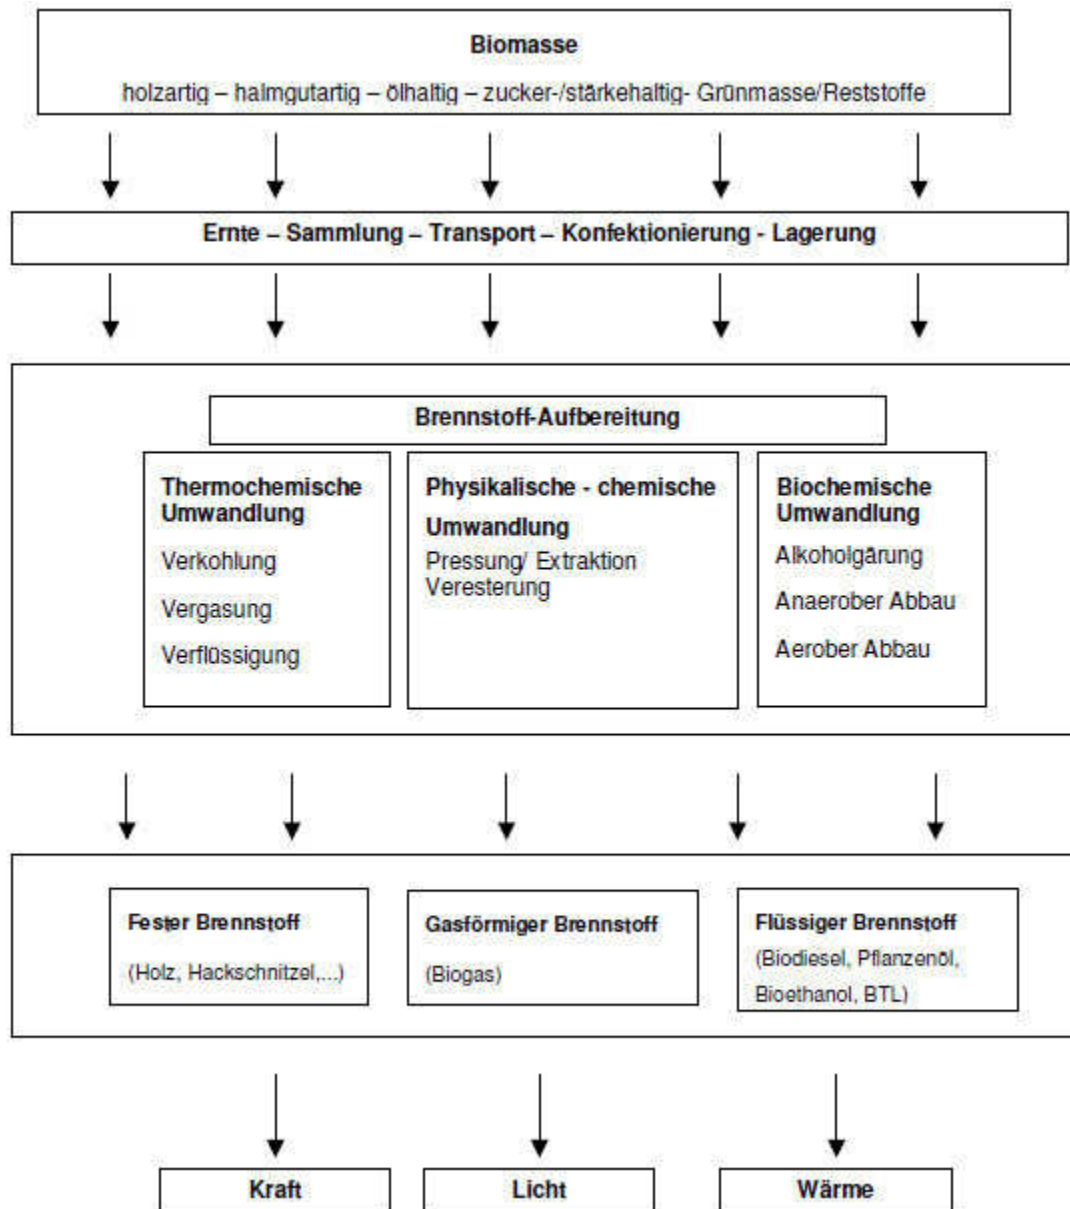 Biomasse
holzartig – halmgutartig – ölhaltig – zucker-/stärkehaltig- Grünmasse/Reststoffe
Ernte – Sammlung – Transport – Konfektionierung - Lagerung
Brennstoff-Aufbereitung
Thermochemische
Umwandlung
Verkohlung
Vergasung
Verflüssigung
Physikalische - chemische
Umwandlung
Pressung/ Extraktion
Veresterung
Biochemische
Umwandlung
Alkoholgärung
Anaerober Abbau
Aerober Abbau
Fester Brennstoff
(Holz, Hackschnitzel,...)
Gasförmiger Brennstoff
(Biogas)
Flüssiger Brennstoff
(Biodiesel, Pflanzenöl,
Bioethanol, BTL)
Kraft
Licht
Wärme